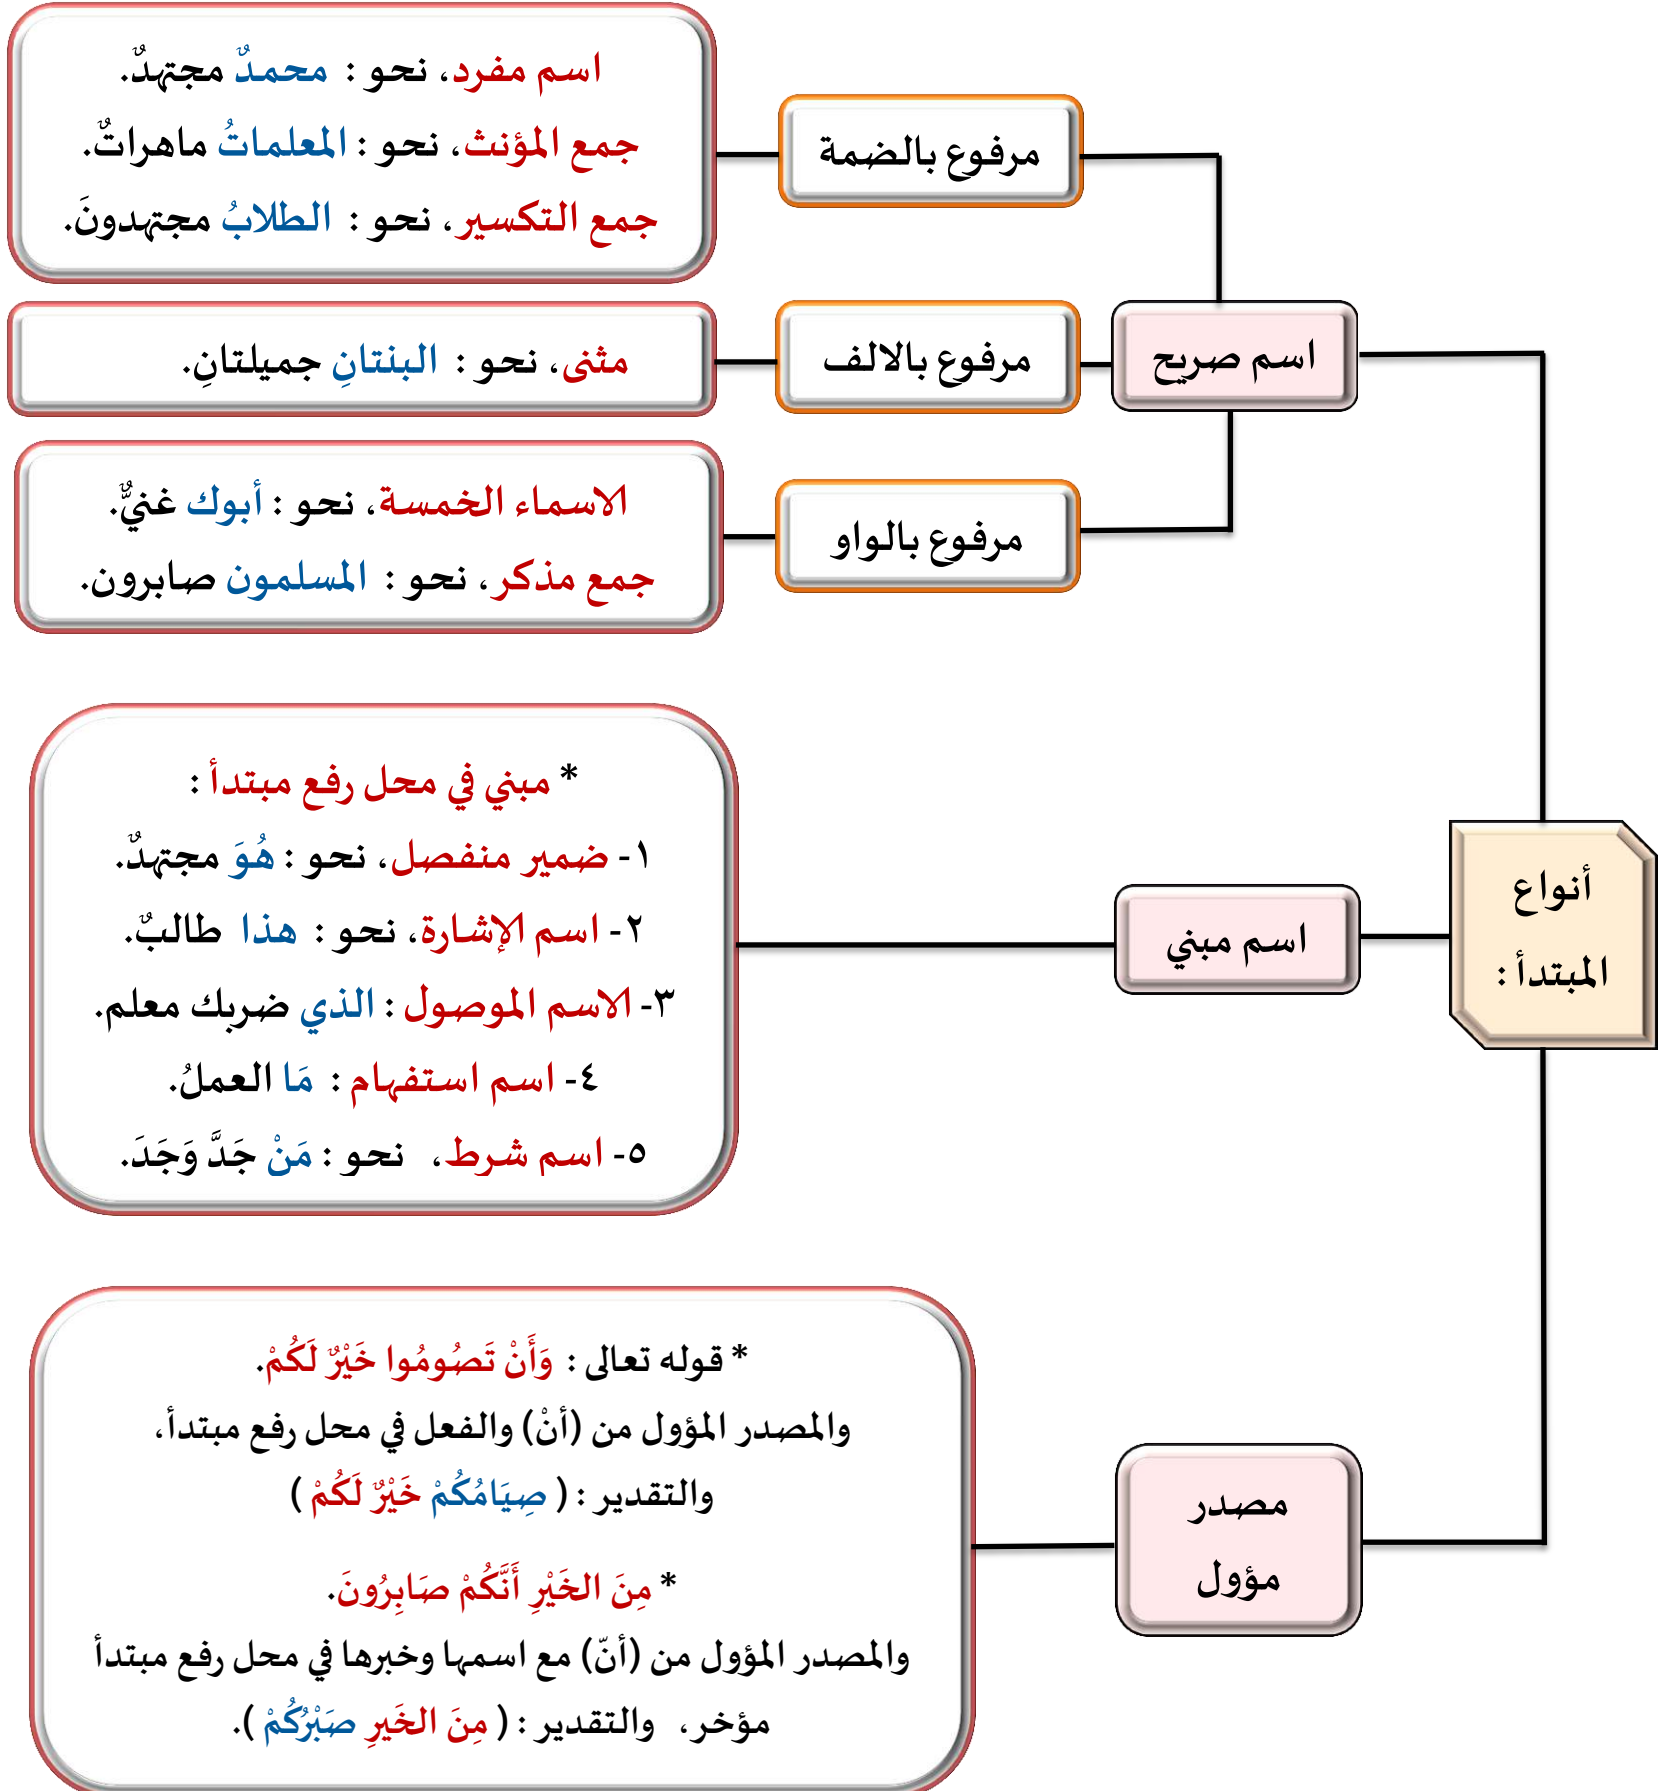 أنواع
المبتدأ :
اسم صريح
مرفوع بالضمة
اسم مفرد، نحو : محمدٌ مجتهدٌ.
جمع المؤنث، نحو : المعلماتُ ماهراتٌ.
جمع التكسير، نحو : الطلابُ مجتهدونَ.
مرفوع بالالف
مثنى، نحو : البنتانِ جميلتانِ.
مرفوع بالواو
الاسماء الخمسة، نحو : أبوك غنيٌّ.
جمع مذكر، نحو : المسلمون صابرون.
اسم مبني
* مبني في محل رفع مبتدأ :
١- ضمير منفصل، نحو : هُوَ مجتهدٌ.
٢- اسم الإشارة، نحو : هذا طالبٌ.
٣- الاسم الموصول : الذي ضربك معلم.
٤- اسم استفهام : مَا العملُ.
٥- اسم شرط، نحو : مَنْ جَدَّ وَجَدَ.
مصدر
مؤول
* قوله تعالى : وَأَنْ تَصُومُوا خَيْرٌ لَكُمْ.
والمصدر المؤول من (أنْ) والفعل في محل رفع مبتدأ،
والتقدير : ( صِيَامُكُمْ خَيْرٌ لَكُمْ )
* مِنَ الخَيْرِ أَنَّكُمْ صَابِرُونَ.
والمصدر المؤول من (أنّ) مع اسمها وخبرها في محل رفع مبتدأ
مؤخر، والتقدير : ( مِنَ الخَيرِ صَبْرُكُمْ ).